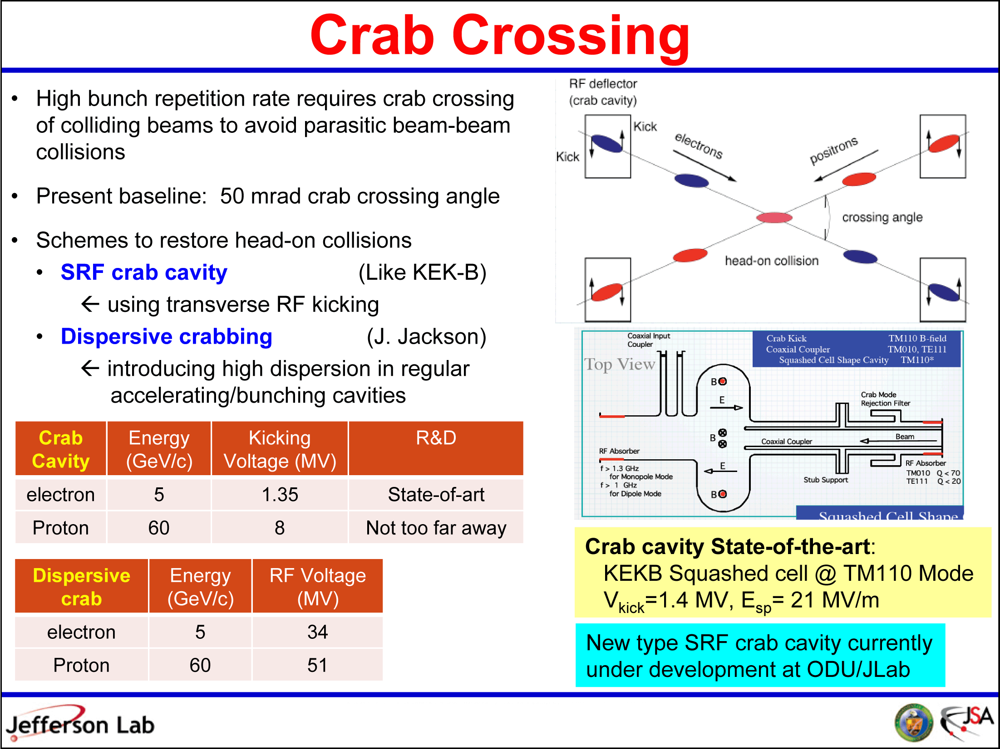 Crab Crossing
• High bunch repetition rate requires crab crossing
of colliding beams to avoid parasitic beam-beam
collisions
• Present baseline: 50 mrad crab crossing angle
• Schemes to restore head-on collisions
• SRF crab cavity (Like KEK-B)
← using transverse RF kicking
• Dispersive crabbing (J. Jackson)
← introducing high dispersion in regular
accelerating/bunching cavities
Crab Cavity | Energy (GeV/c) | Kicking Voltage (MV) | R&D
electron | 5 | 1.35 | State-of-art
Proton | 60 | 8 | Not too far away
Dispersive crab | Energy (GeV/c) | RF Voltage (MV)
electron | 5 | 34
Proton | 60 | 51
RF deflector
(crab cavity)
Kick
Kick
electrons
positrons
crossing angle
head-on collision
Coaxial Input
Coupler
Crab Kick TM110 B-field
Coaxial Coupler TM010, TE111
Squashed Cell Shape Cavity TM110*
Top View
B
E
Crab Mode
Rejection Filter
B
Coaxial Coupler
Beam
RF Absorber
f > 1.3 GHz
for Monopole Mode
f > 1 GHz
for Dipole Mode
E
B
Stub Support
RF Absorber
TM010 Q < 70
TE111 Q < 20
Squashed Cell Shape
Crab cavity State-of-the-art:
KEKB Squashed cell @ TM110 Mode
Vkick=1.4 MV, Esp= 21 MV/m
New type SRF crab cavity currently
under development at ODU/JLab
Jefferson Lab
JSA